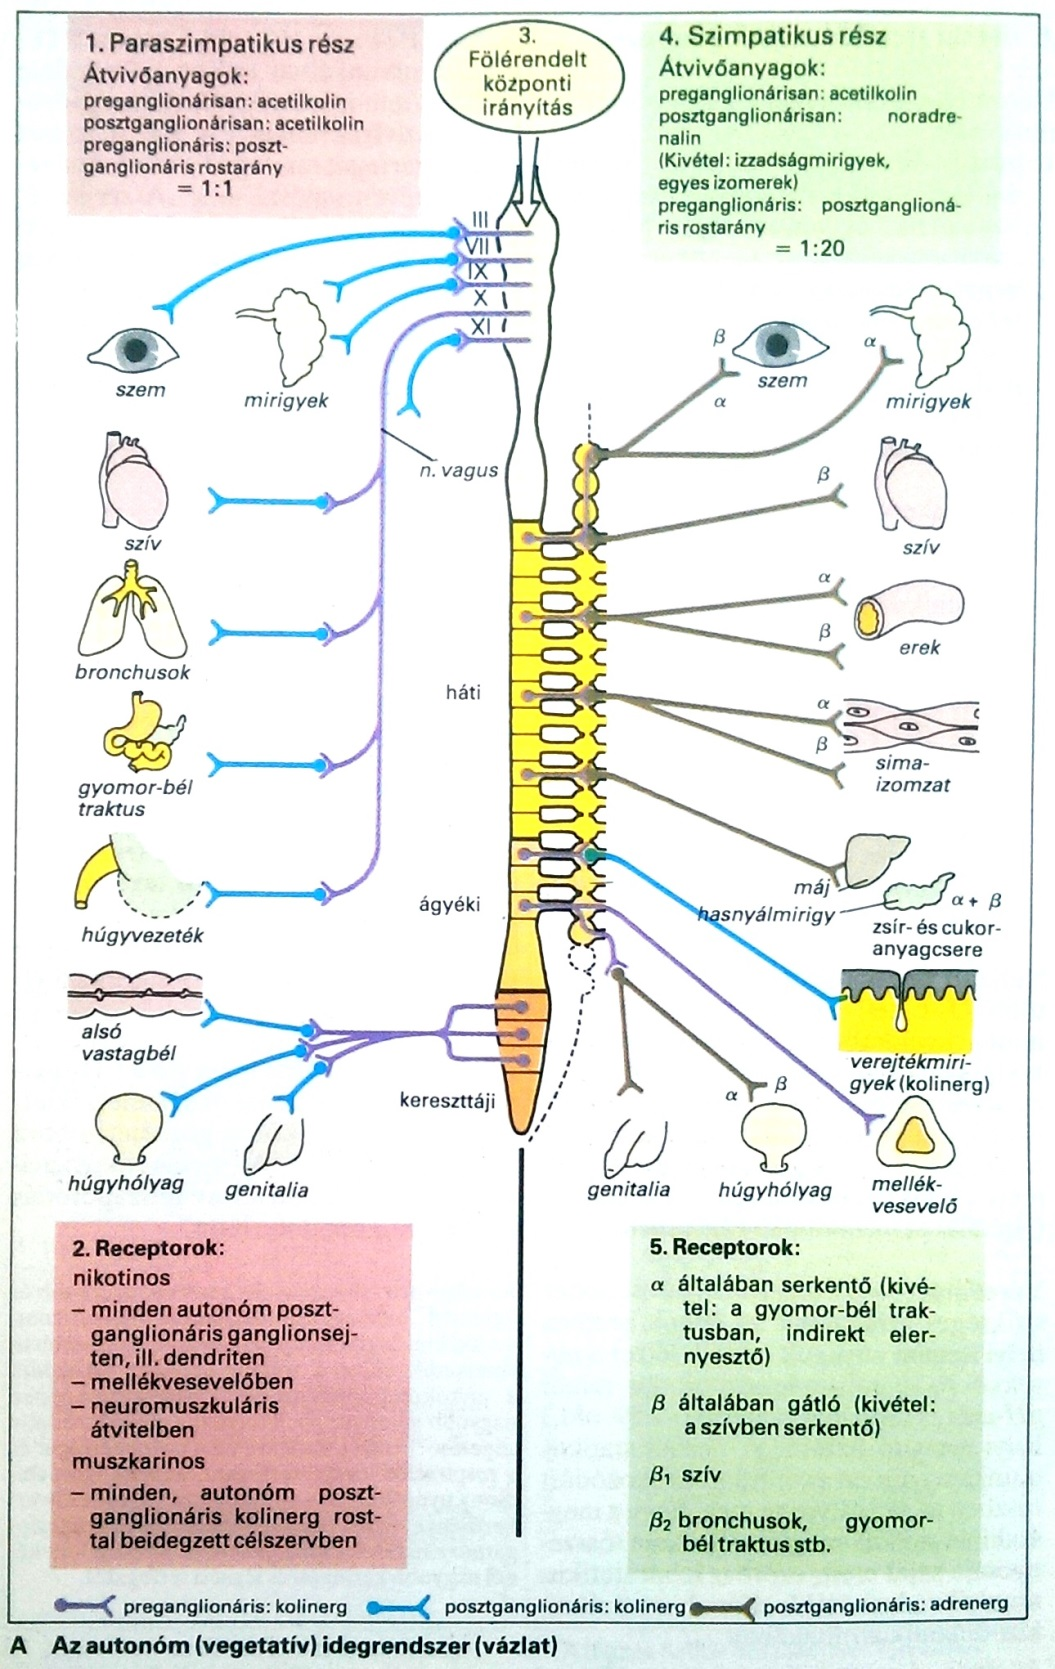 1. Paraszimpatikus rész
Átvivőanyagok:
preganglionárisan: acetilkolin
posztganglionárisan: acetilkolin
preganglionáris: poszt-
ganglionáris rostarány
= 1:1
3.
Fölérendelt
központi
irányítás
4. Szimpatikus rész
Átvivőanyagok:
preganglionárisan: acetilkolin
posztganglionárisan: noradre-
nalin
(Kivétel: izzadságmirigyek,
egyes izomerek)
preganglionáris: posztganglioná-
ris rostarány
= 1:20
III
VII
IX
X
XI
szem
mirigyek
n. vagus
szív
bronchusok
gyomor-bél
traktus
húgyvezeték
alsó
vastagbél
húgyhólyag
genitalia
háti
ágyéki
kereszttáji
β
α
szem
α
mirigyek
β
szív
α
β
erek
α
β
sima-
izomzat
máj
hasnyálmirigy
α + β
zsír- és cukor-
anyagcsere
verejtékmiri-
gyek (kolinerg)
α
β
genitalia
húgyhólyag
mellék-
vesevelő
2. Receptorok:
nikotinos
– minden autonóm poszt-
ganglionáris ganglionsej-
ten, ill. dendriten
– mellékvesevelőben
– neuromuszkuláris
átvitelben
muszkarinos
– minden, autonóm poszt-
ganglionáris kolinerg rost-
tal beidegzett célszervben
5. Receptorok:
α általában serkentő (kivé-
tel: a gyomor-bél trak-
tusban, indirekt eler-
nyesztő)
β általában gátló (kivétel:
a szívben serkentő)
β₁ szív
β₂ bronchusok, gyomor-
bél traktus stb.
preganglionáris: kolinerg
posztganglionáris: kolinerg
posztganglionáris: adrenerg
A Az autonóm (vegetatív) idegrendszer (vázlat)